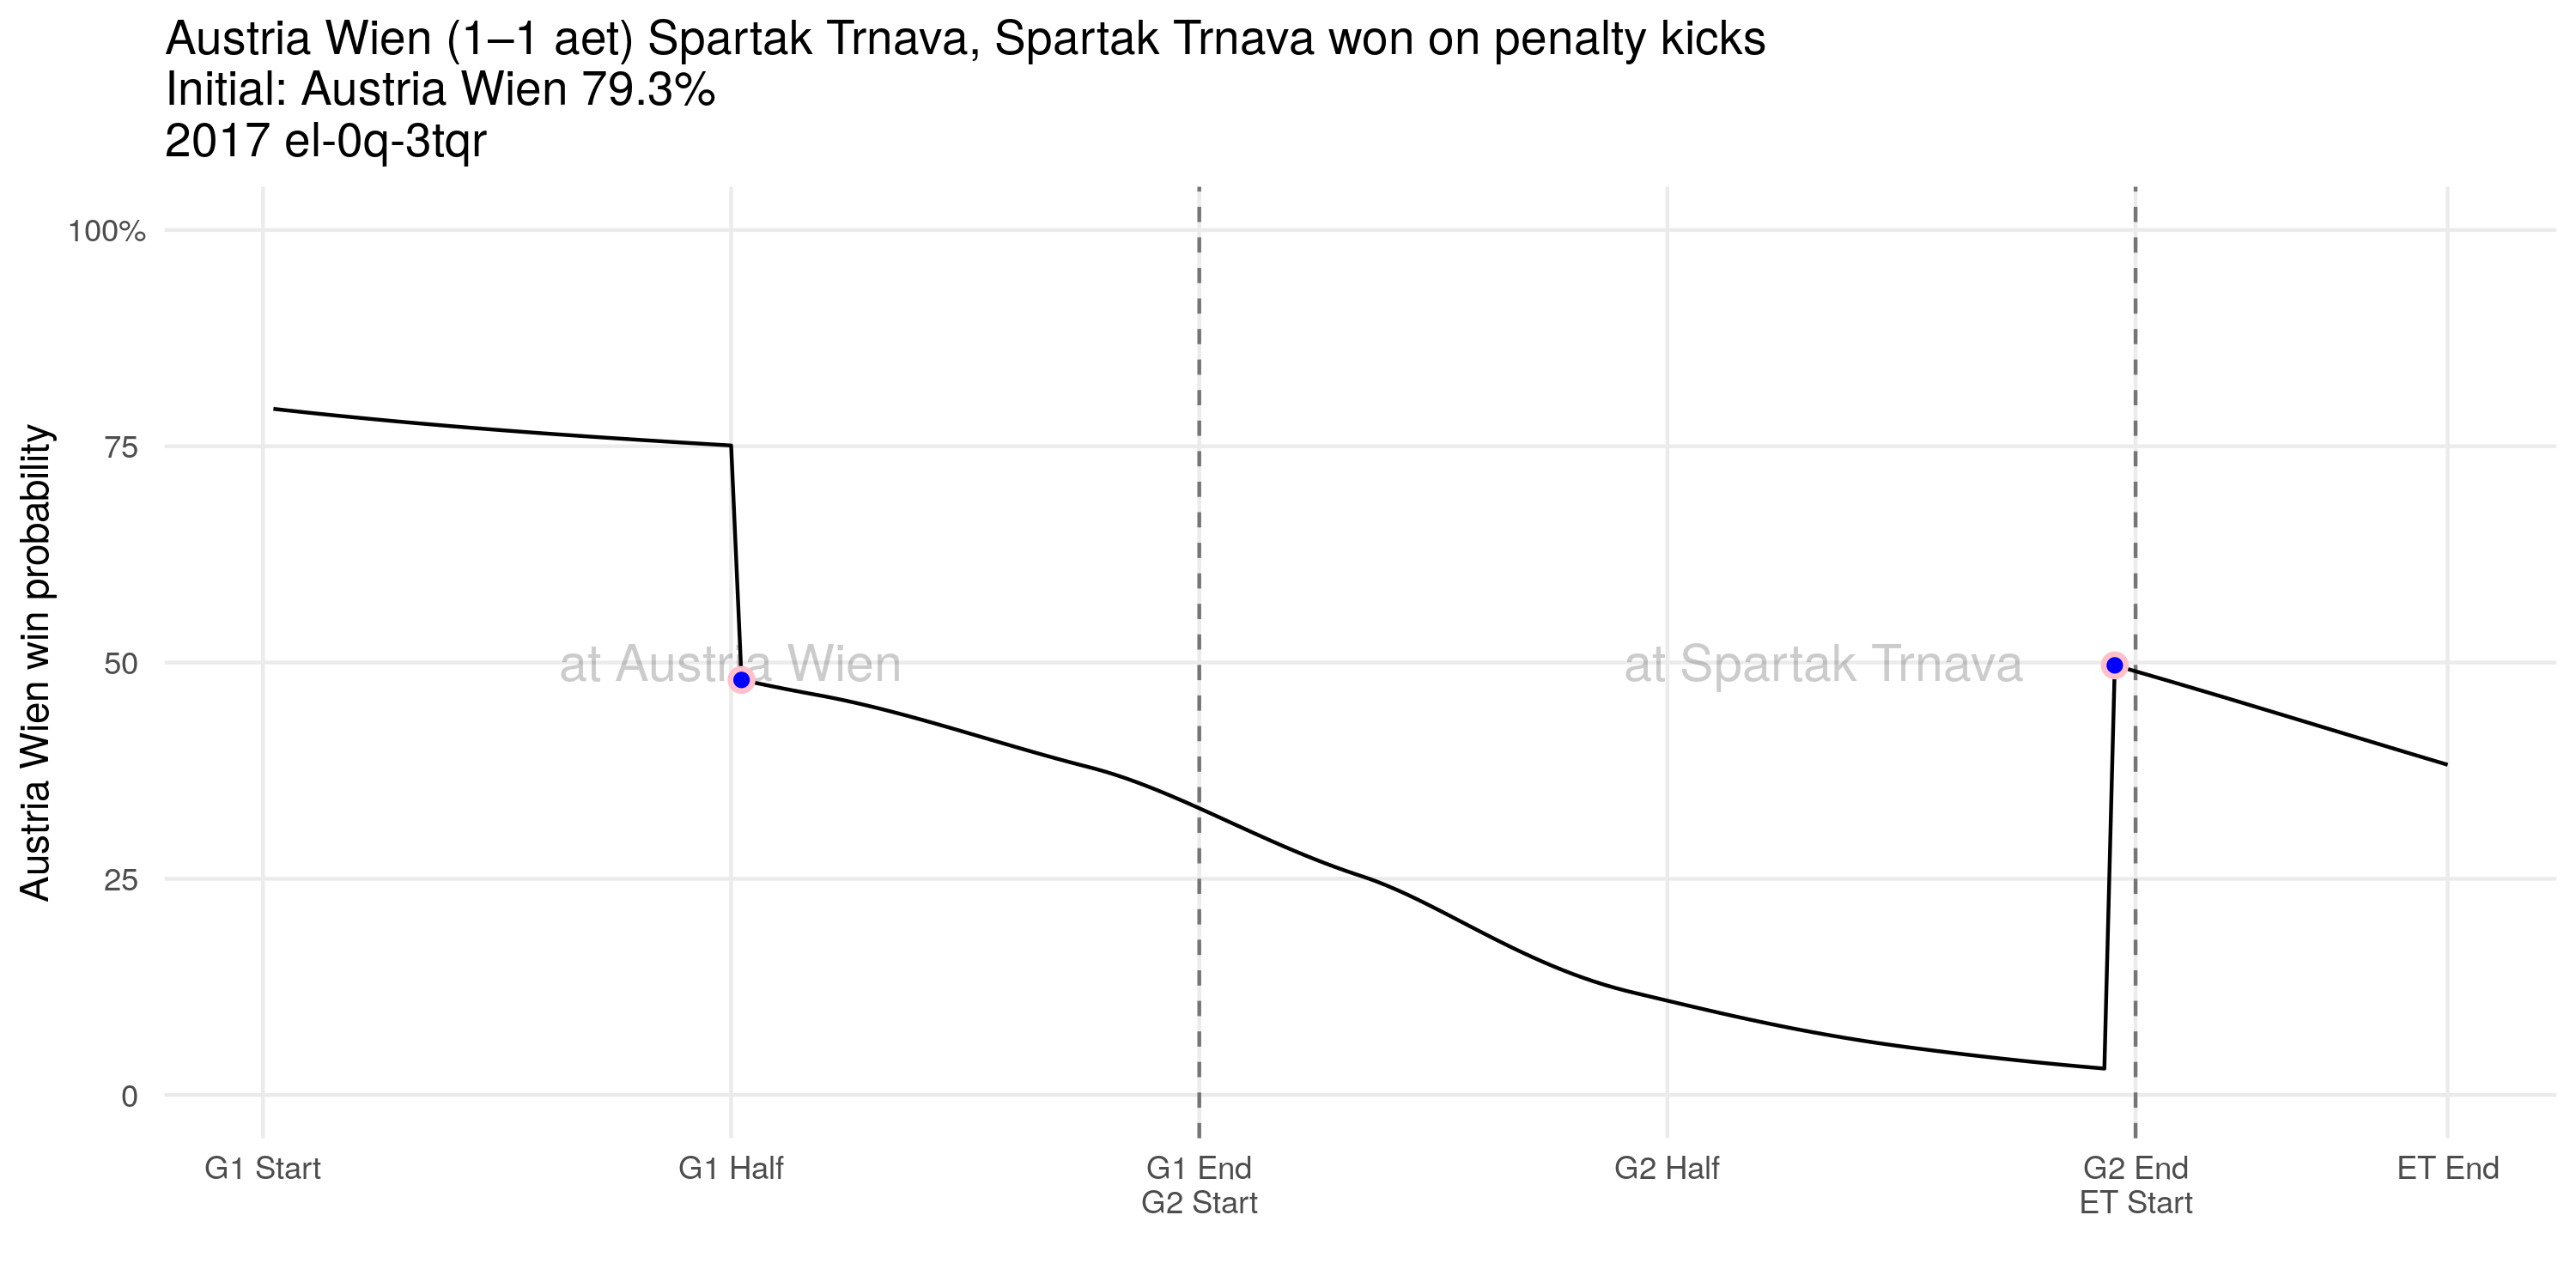 Austria Wien (1–1 aet) Spartak Trnava, Spartak Trnava won on penalty kicks
Initial: Austria Wien 79.3%
2017 el-0q-3tqr
Austria Wien win probability
100%
75
50
25
0
at Austria Wien
at Spartak Trnava
G1 Start
G1 Half
G1 End
G2 Start
G2 Half
G2 End
ET Start
ET End